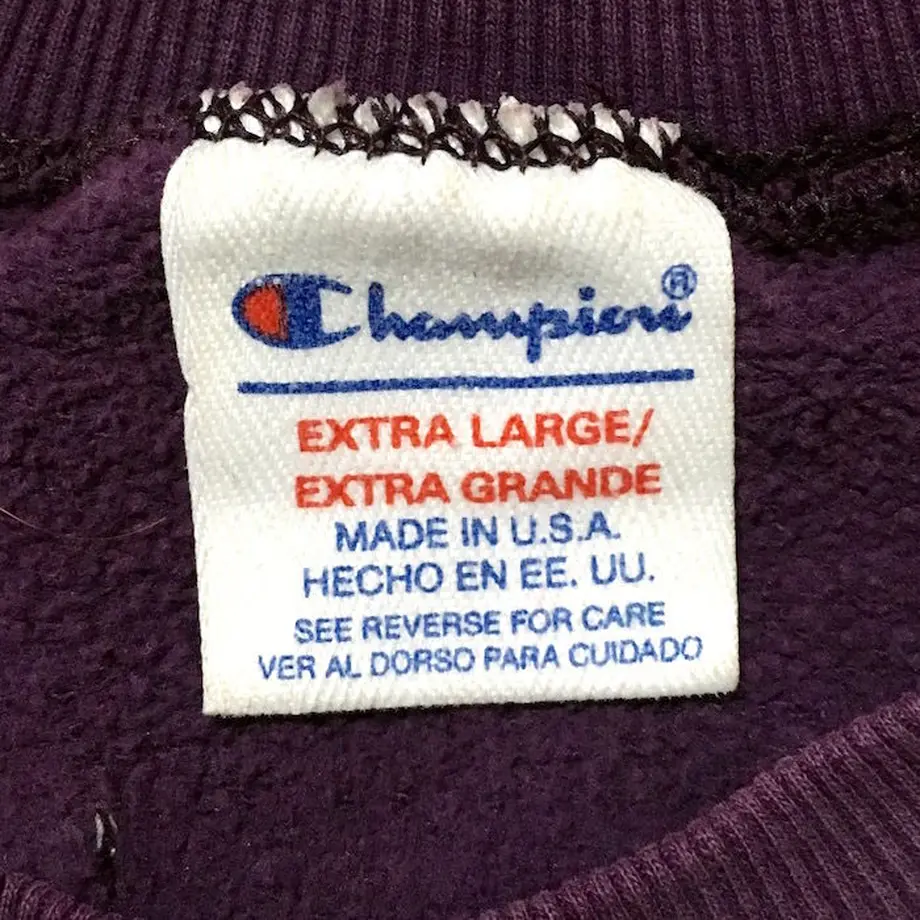 Champion®
EXTRA LARGE/
EXTRA GRANDE
MADE IN U.S.A.
HECHO EN EE. UU.
SEE REVERSE FOR CARE
VER AL DORSO PARA CUIDADO